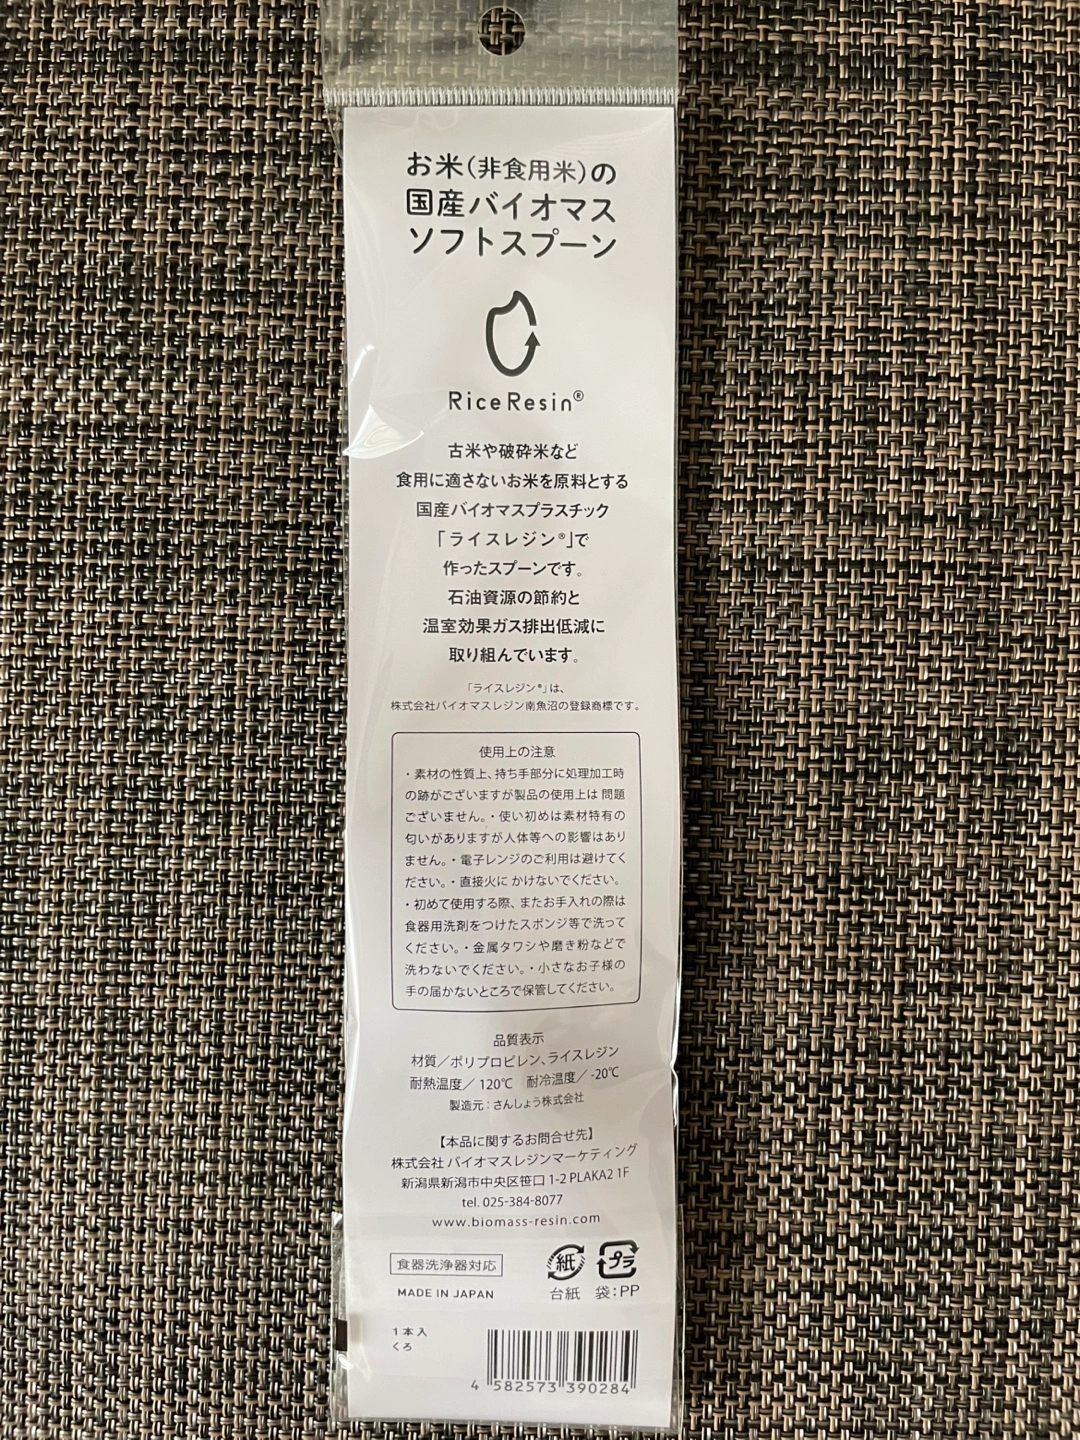 お米(非食用米)の
国産バイオマス
ソフトスプーン
RiceResin®
古米や破砕米など
食用に適さないお米を原料とする
国産バイオマスプラスチック
「ライスレジン®」で
作ったスプーンです。
石油資源の節約と
温室効果ガス排出低減に
取り組んでいます。
「ライスレジン®」は、
株式会社バイオマスレジン南魚沼の登録商標です。
使用上の注意
・素材の性質上、持ち手部分に処理加工時
の跡がございますが製品の使用上は 問題
ございません。・使い初めは素材特有の
匂いがありますが人体等への影響はあり
ません。・電子レンジのご利用は避けてく
ださい。・直接火に かけないでください。
・初めて使用する際、またお手入れの際は
食器用洗剤をつけたスポンジ等で洗って
ください。・金属タワシや磨き粉などで
洗わないでください。・小さなお子様の
手の届かないところで保管してください。
品質表示
材質／ポリプロピレン、ライスレジン
耐熱温度／120℃ 耐冷温度／-20℃
製造元：さんしょう株式会社
【本品に関するお問合せ先】
株式会社 バイオマスレジンマーケティング
新潟県新潟市中央区笹口 1-2 PLAKA2 1F
tel. 025-384-8077
www.biomass-resin.com
食器洗浄器対応
紙 プラ
MADE IN JAPAN
台紙 袋：PP
1本入
くろ
4 582573 390284